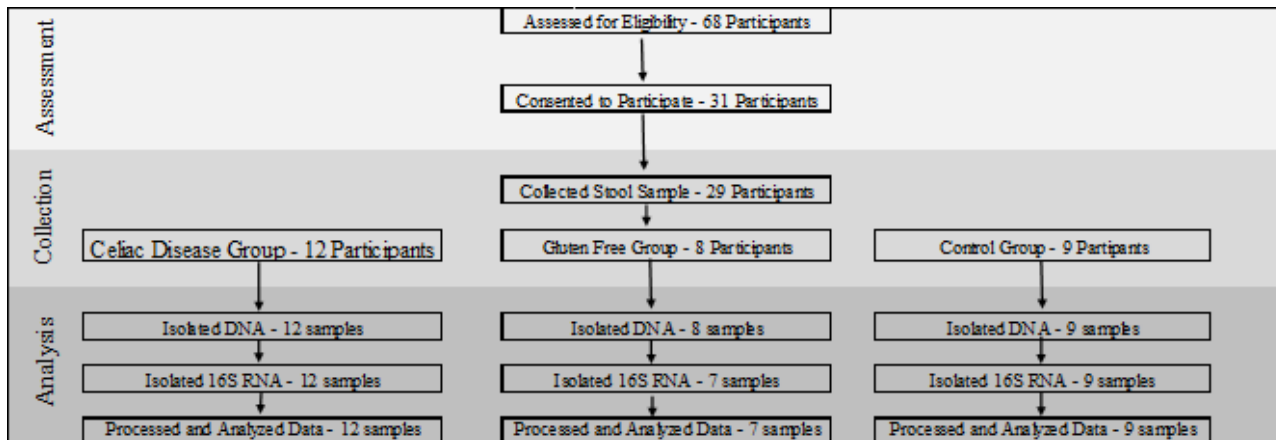 Assessment
Assessed for Eligibility - 68 Participants
Consented to Participate - 31 Participants
Collection
Collected Stool Sample - 29 Participants
Celiac Disease Group - 12 Participants
Gluten Free Group - 8 Participants
Control Group - 9 Partipants
Analysis
Isolated DNA - 12 samples
Isolated DNA - 8 samples
Isolated DNA - 9 samples
Isolated 16S RNA - 12 samples
Isolated 16S RNA - 7 samples
Isolated 16S RNA - 9 samples
Processed and Analyzed Data - 12 samples
Processed and Analyzed Data - 7 samples
Processed and Analyzed Data - 9 samples